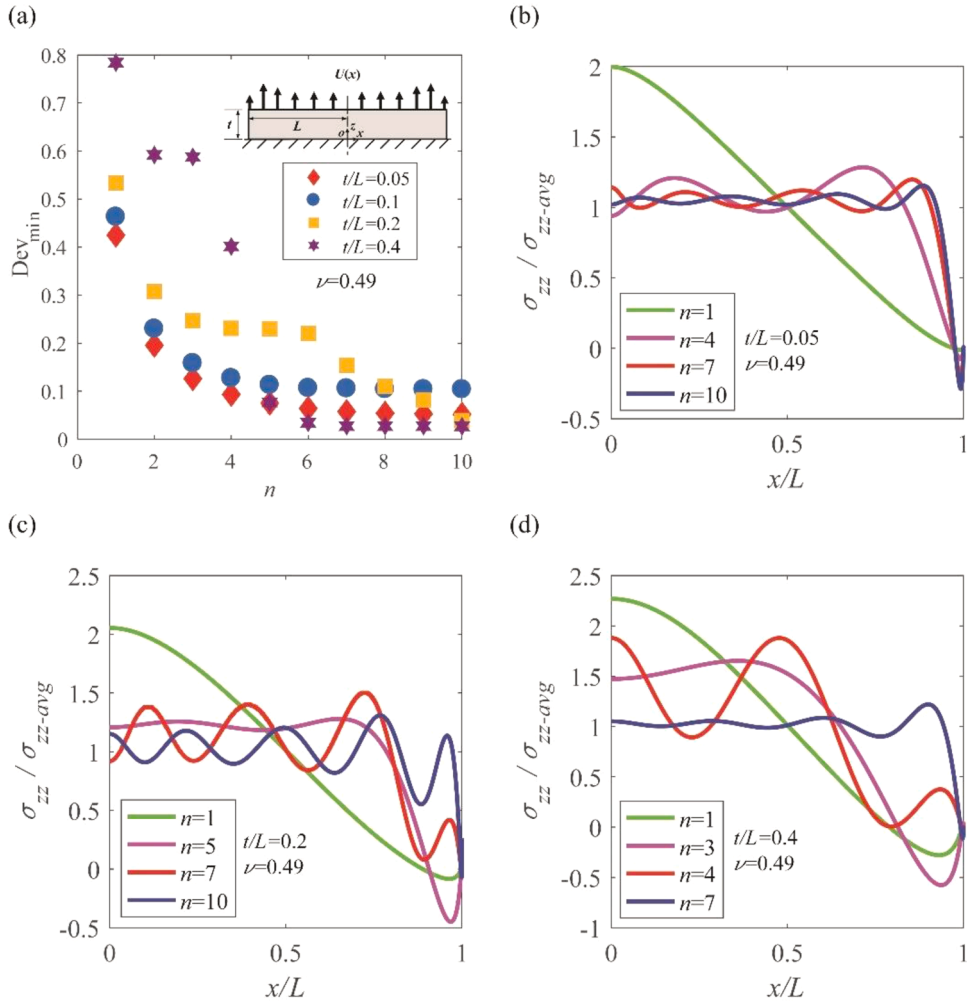 (a)
0.8
0.7
0.6
0.5
0.4
0.3
0.2
0.1
0
Dev_min
U(x)
t
L
o z x
t/L=0.05
t/L=0.1
t/L=0.2
t/L=0.4
ν=0.49
0 2 4 6 8 10
n
(b)
2
1.5
1
0.5
0
-0.5
σ_zz / σ_zz-avg
n=1
n=4
n=7
n=10
t/L=0.05
ν=0.49
0 0.5 1
x/L
(c)
2.5
2
1.5
1
0.5
0
-0.5
σ_zz / σ_zz-avg
n=1
n=5
n=7
n=10
t/L=0.2
ν=0.49
0 0.5 1
x/L
(d)
2.5
2
1.5
1
0.5
0
-0.5
-1
σ_zz / σ_zz-avg
n=1
n=3
n=4
n=7
t/L=0.4
ν=0.49
0 0.5 1
x/L